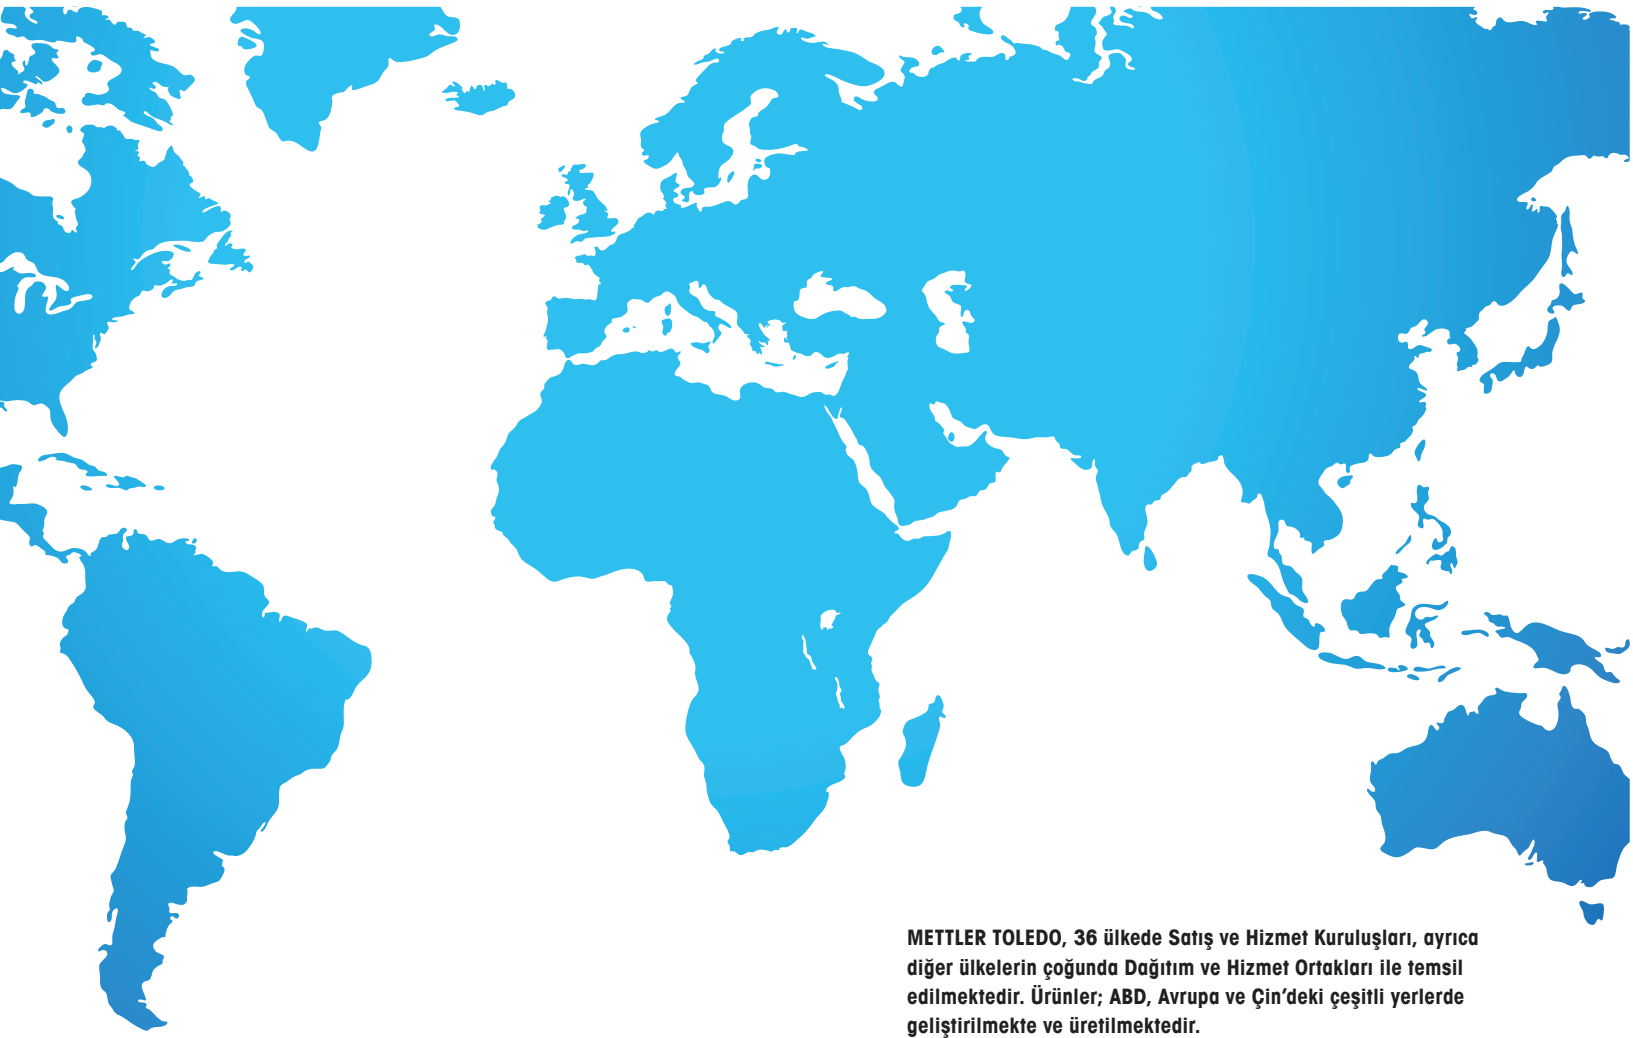 METTLER TOLEDO, 36 ülkede Satış ve Hizmet Kuruluşları, ayrıca
diğer ülkelerin çoğunda Dağıtım ve Hizmet Ortakları ile temsil
edilmektedir. Ürünler; ABD, Avrupa ve Çin’deki çeşitli yerlerde
geliştirilmekte ve üretilmektedir.